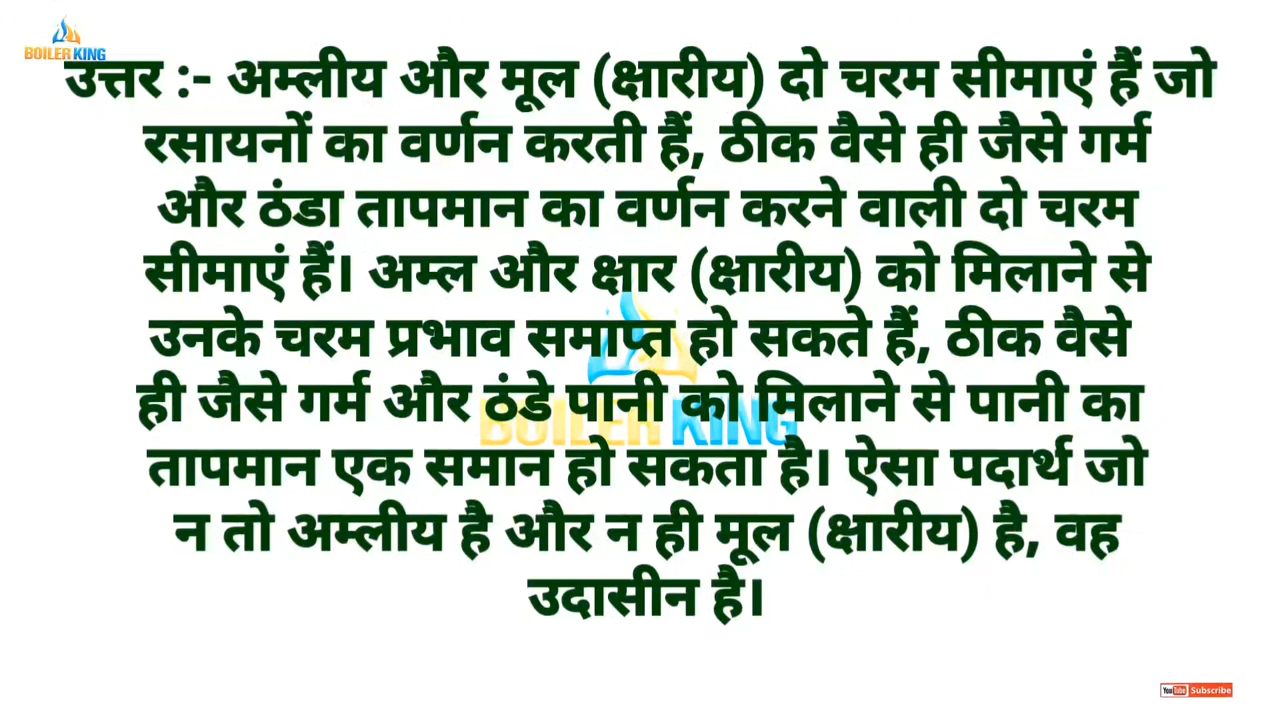 BOILER KING
उत्तर :- अम्लीय और मूल (क्षारीय) दो चरम सीमाएं हैं जो
रसायनों का वर्णन करती हैं, ठीक वैसे ही जैसे गर्म
और ठंडा तापमान का वर्णन करने वाली दो चरम
सीमाएं हैं। अम्ल और क्षार (क्षारीय) को मिलाने से
उनके चरम प्रभाव समाप्त हो सकते हैं, ठीक वैसे
ही जैसे गर्म और ठंडे पानी को मिलाने से पानी का
BOILER KING
तापमान एक समान हो सकता है। ऐसा पदार्थ जो
न तो अम्लीय है और न ही मूल (क्षारीय) है, वह
उदासीन है।
YouTube Subscribe